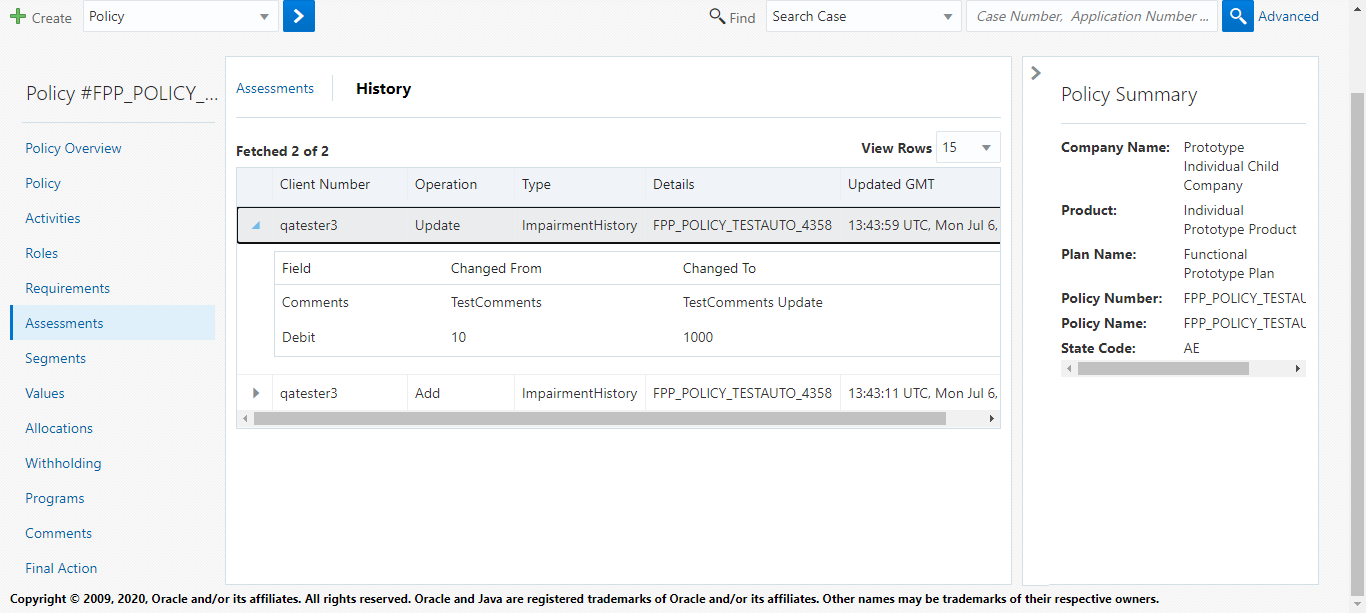 Create Policy Find Search Case Case Number, Application Number ... Advanced
Policy #FPP_POLICY_...
Policy Overview
Policy
Activities
Roles
Requirements
Assessments
Segments
Values
Allocations
Withholding
Programs
Comments
Final Action
Assessments History
Fetched 2 of 2 View Rows 15
Client Number Operation Type Details Updated GMT
qatester3 Update ImpairmentHistory FPP_POLICY_TESTAUTO_4358 13:43:59 UTC, Mon Jul 6,
Field Changed From Changed To
Comments TestComments TestComments Update
Debit 10 1000
qatester3 Add ImpairmentHistory FPP_POLICY_TESTAUTO_4358 13:43:11 UTC, Mon Jul 6,
Policy Summary
Company Name: Prototype
Individual Child
Company
Product: Individual
Prototype Product
Plan Name: Functional
Prototype Plan
Policy Number: FPP_POLICY_TESTAU
Policy Name: FPP_POLICY_TESTAU
State Code: AE
Copyright © 2009, 2020, Oracle and/or its affiliates. All rights reserved. Oracle and Java are registered trademarks of Oracle and/or its affiliates. Other names may be trademarks of their respective owners.